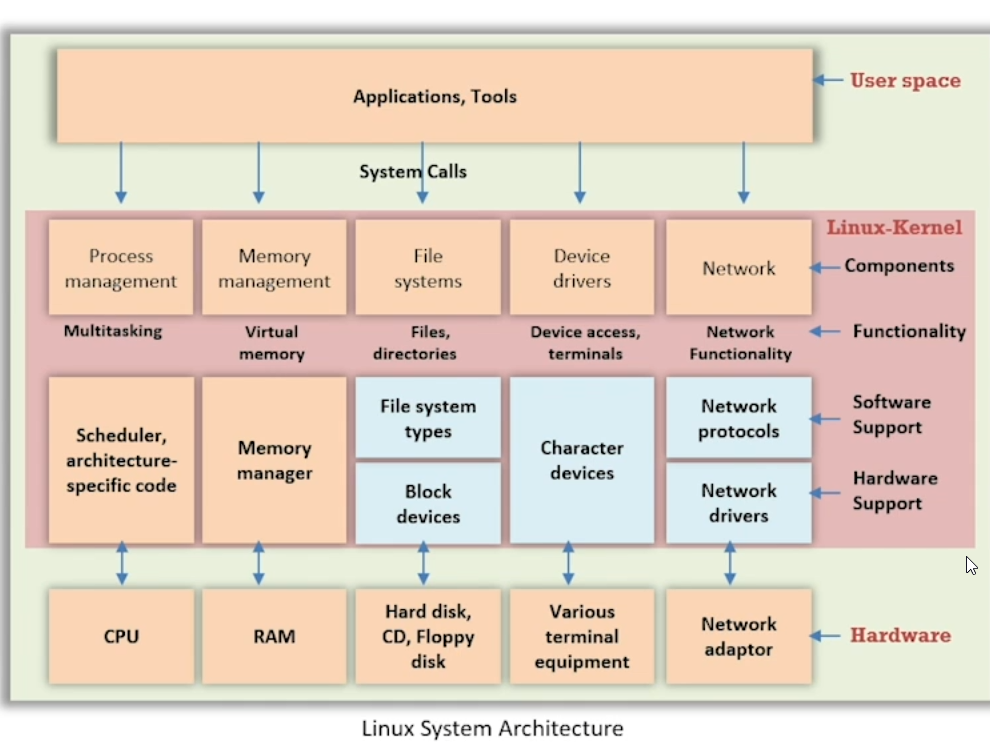 Applications, Tools
User space
System Calls
Linux-Kernel
Process
management
Memory
management
File
systems
Device
drivers
Network
Components
Multitasking
Virtual
memory
Files,
directories
Device access,
terminals
Network
Functionality
Functionality
Scheduler,
architecture-
specific code
Memory
manager
File system
types
Block
devices
Character
devices
Network
protocols
Network
drivers
Software
Support
Hardware
Support
CPU
RAM
Hard disk,
CD, Floppy
disk
Various
terminal
equipment
Network
adaptor
Hardware
Linux System Architecture